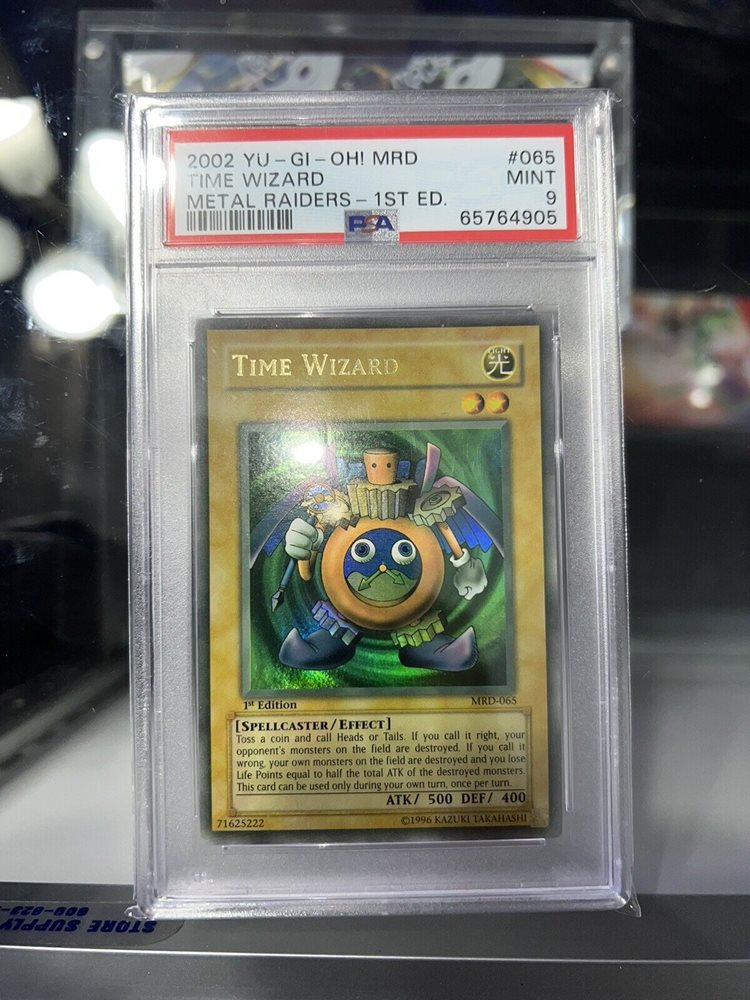 2002 YU-GI-OH! MRD #065
TIME WIZARD MINT
METAL RAIDERS-1ST ED. 9
PSA 65764905
TIME WIZARD
LIGHT
光
1st Edition MRD-065
[SPELLCASTER/EFFECT]
Toss a coin and call Heads or Tails. If you call it right, your
opponent's monsters on the field are destroyed. If you call it
wrong, your own monsters on the field are destroyed and you lose
Life Points equal to half the total ATK of the destroyed monsters.
This card can be used only during your own turn, once per turn.
ATK/ 500 DEF/ 400
71625222 ©1996 KAZUKI TAKAHASHI
STORE SUPPLY